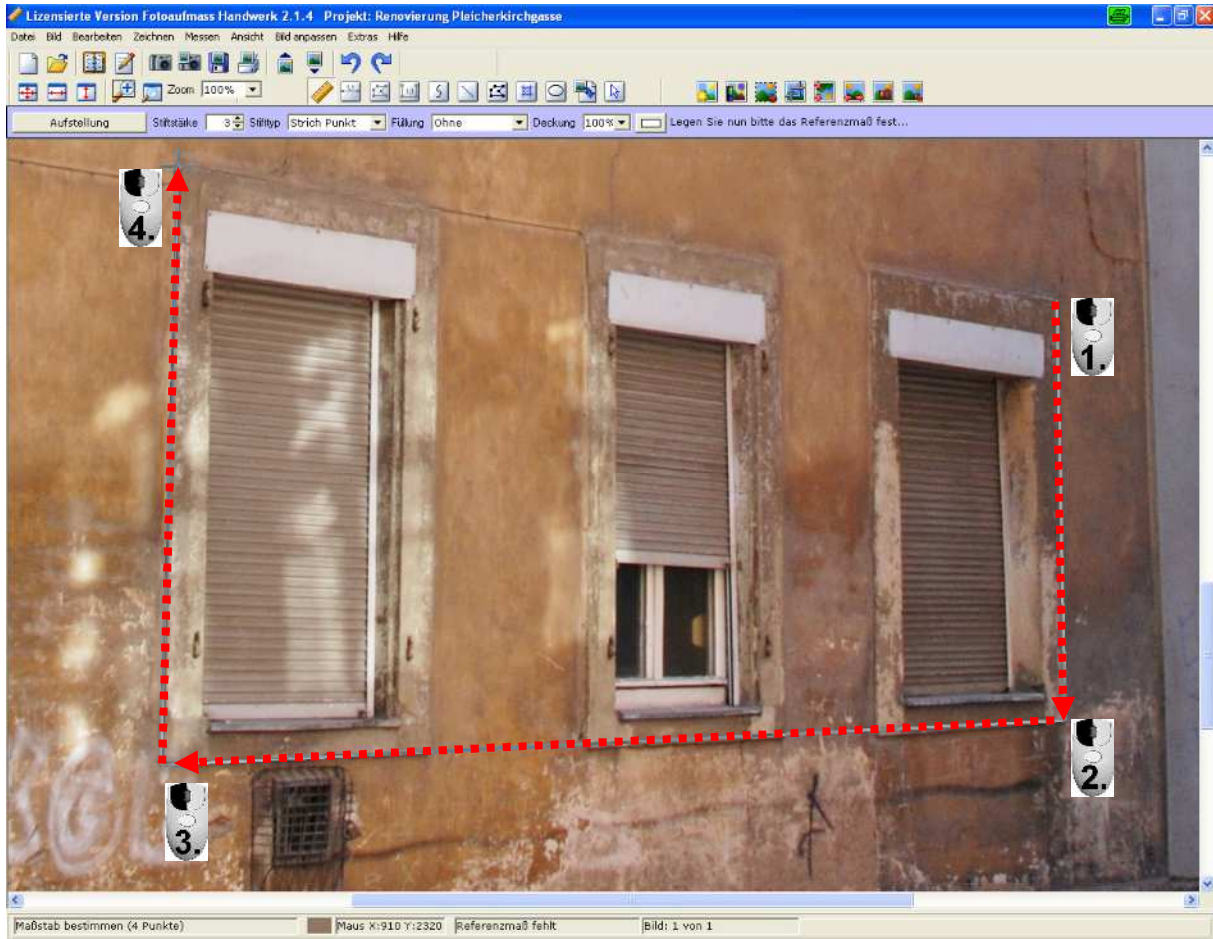 Lizensierte Version Fotoaufmass Handwerk 2.1.4 Projekt: Renovierung Pleicherkirchgasse
Datei Bild Bearbeiten Zeichnen Messen Ansicht Bild anpassen Extras Hilfe
Zoom 100%
Aufstellung Stiftstärke 3 Stifttyp Strich Punkt Füllung Ohne Deckung 100% Legen Sie nun bitte das Referenzmaß fest...
4.
1.
2.
3.
Maßstab bestimmen (4 Punkte) Maus X:910 Y:2320 Referenzmaß fehlt Bild: 1 von 1